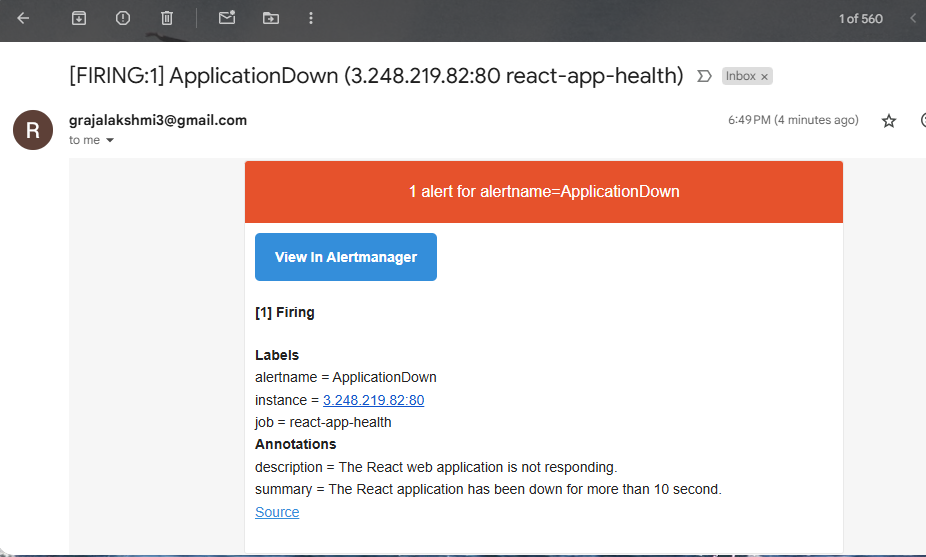 1 of 560
[FIRING:1] ApplicationDown (3.248.219.82:80 react-app-health)
Inbox ×
R
grajalakshmi3@gmail.com
6:49 PM (4 minutes ago)
to me
1 alert for alertname=ApplicationDown
View In Alertmanager
[1] Firing
Labels
alertname = ApplicationDown
instance = 3.248.219.82:80
job = react-app-health
Annotations
description = The React web application is not responding.
summary = The React application has been down for more than 10 second.
Source